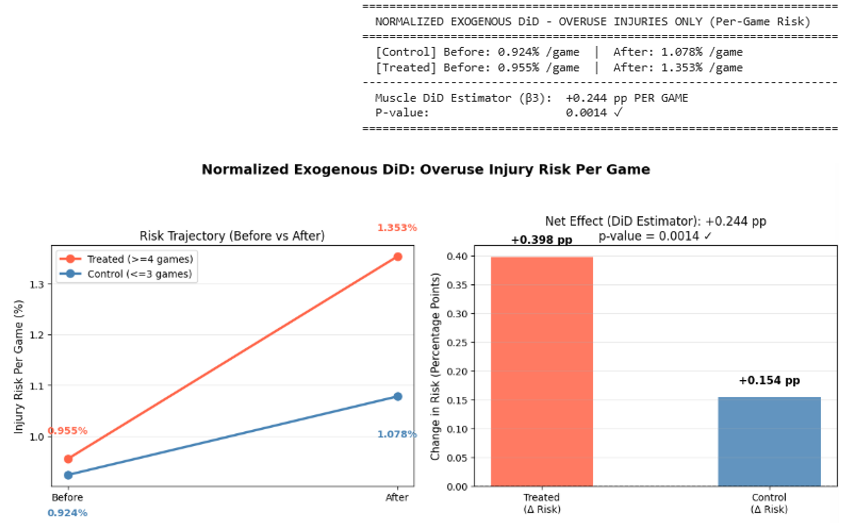 ================================================================
NORMALIZED EXOGENOUS DiD - OVERUSE INJURIES ONLY (Per-Game Risk)
================================================================
[Control] Before: 0.924% /game | After: 1.078% /game
[Treated] Before: 0.955% /game | After: 1.353% /game
----------------------------------------------------------------
Muscle DiD Estimator (β3): +0.244 pp PER GAME
P-value: 0.0014 ✓
================================================================
Normalized Exogenous DiD: Overuse Injury Risk Per Game
Risk Trajectory (Before vs After)
1.353%
Treated (>=4 games)
Control (<=3 games)
Injury Risk Per Game (%)
1.3
1.2
1.1
1.0
0.955%
1.078%
Before
After
0.924%
Net Effect (DiD Estimator): +0.244 pp
p-value = 0.0014 ✓
+0.398 pp
Change in Risk (Percentage Points)
0.40
0.35
0.30
0.25
0.20
0.15
0.10
0.05
0.00
+0.154 pp
Treated
(Δ Risk)
Control
(Δ Risk)